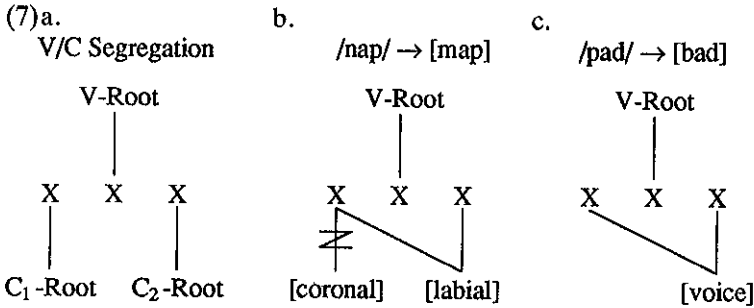 (7)a. b. c.
V/C Segregation /nap/ → [map] /pad/ → [bad]
V-Root V-Root V-Root
X X X X X X X X X
C₁-Root C₂-Root [coronal] [labial] [voice]